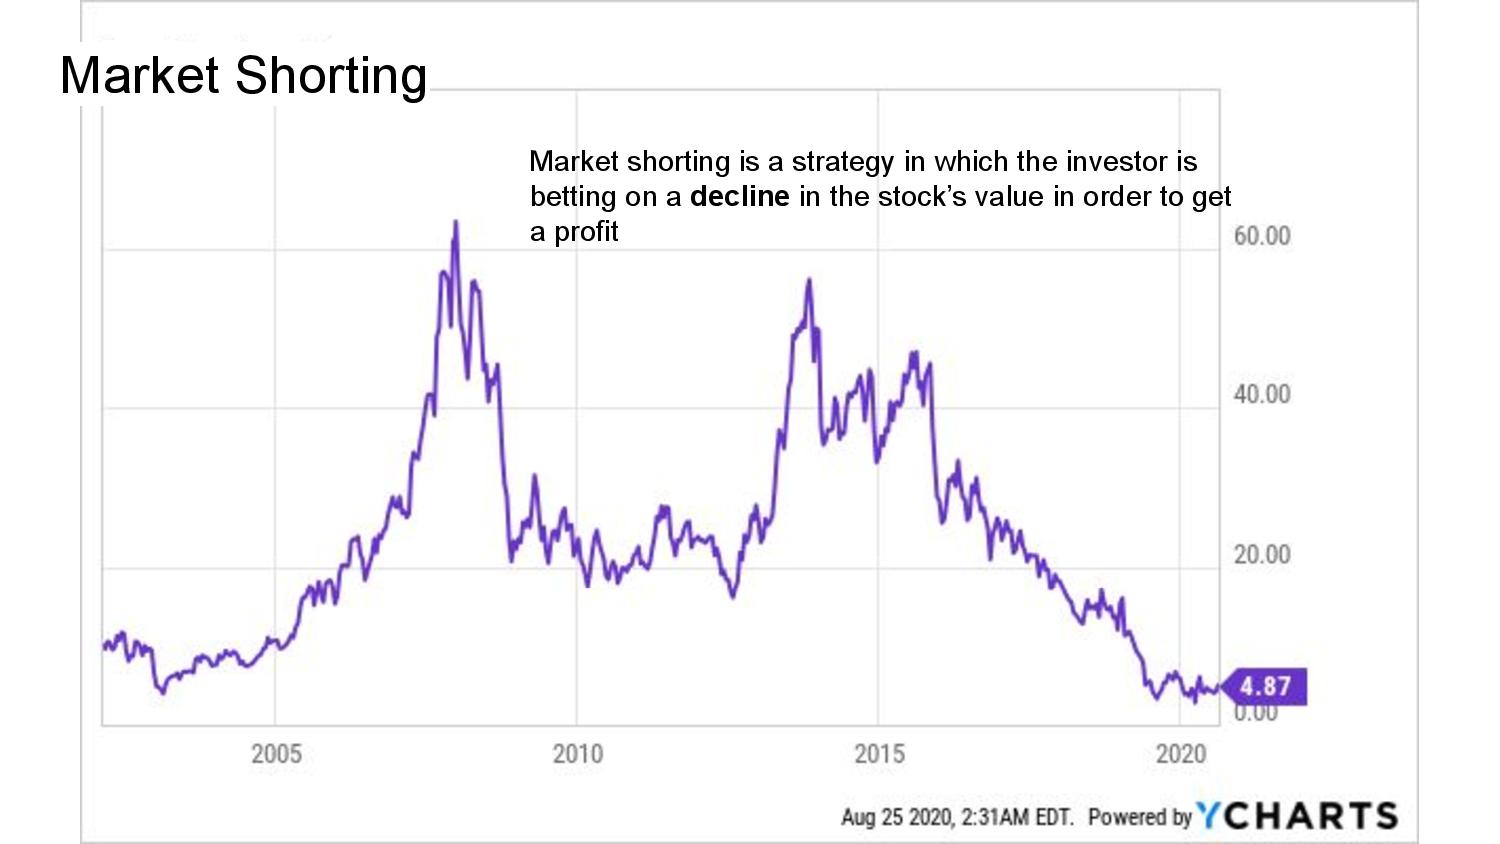 Market Shorting
Market shorting is a strategy in which the investor is
betting on a decline in the stock’s value in order to get
a profit
60.00
40.00
20.00
4.87
0.00
2005 2010 2015 2020
Aug 25 2020, 2:31AM EDT. Powered by YCHARTS